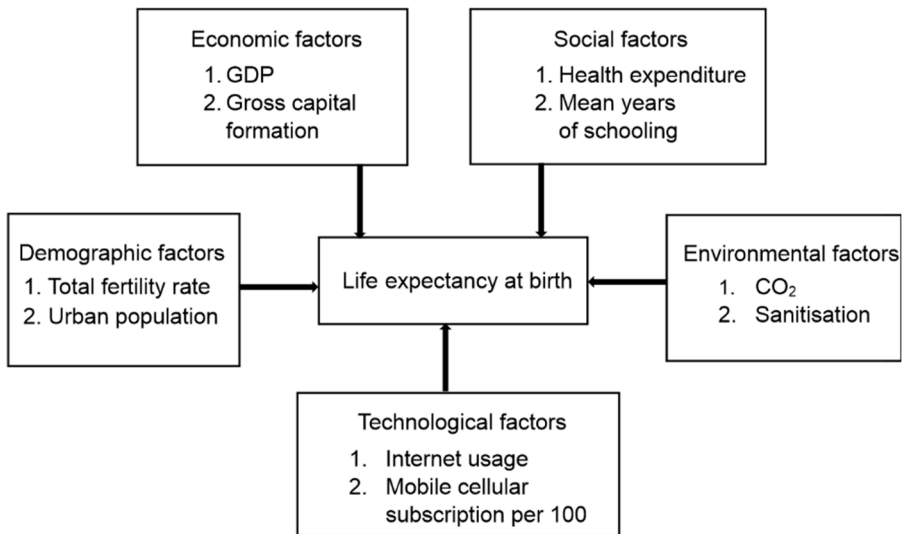 Economic factors
1. GDP
2. Gross capital
formation
Social factors
1. Health expenditure
2. Mean years
of schooling
Demographic factors
1. Total fertility rate
2. Urban population
Life expectancy at birth
Environmental factors
1. CO₂
2. Sanitisation
Technological factors
1. Internet usage
2. Mobile cellular
subscription per 100